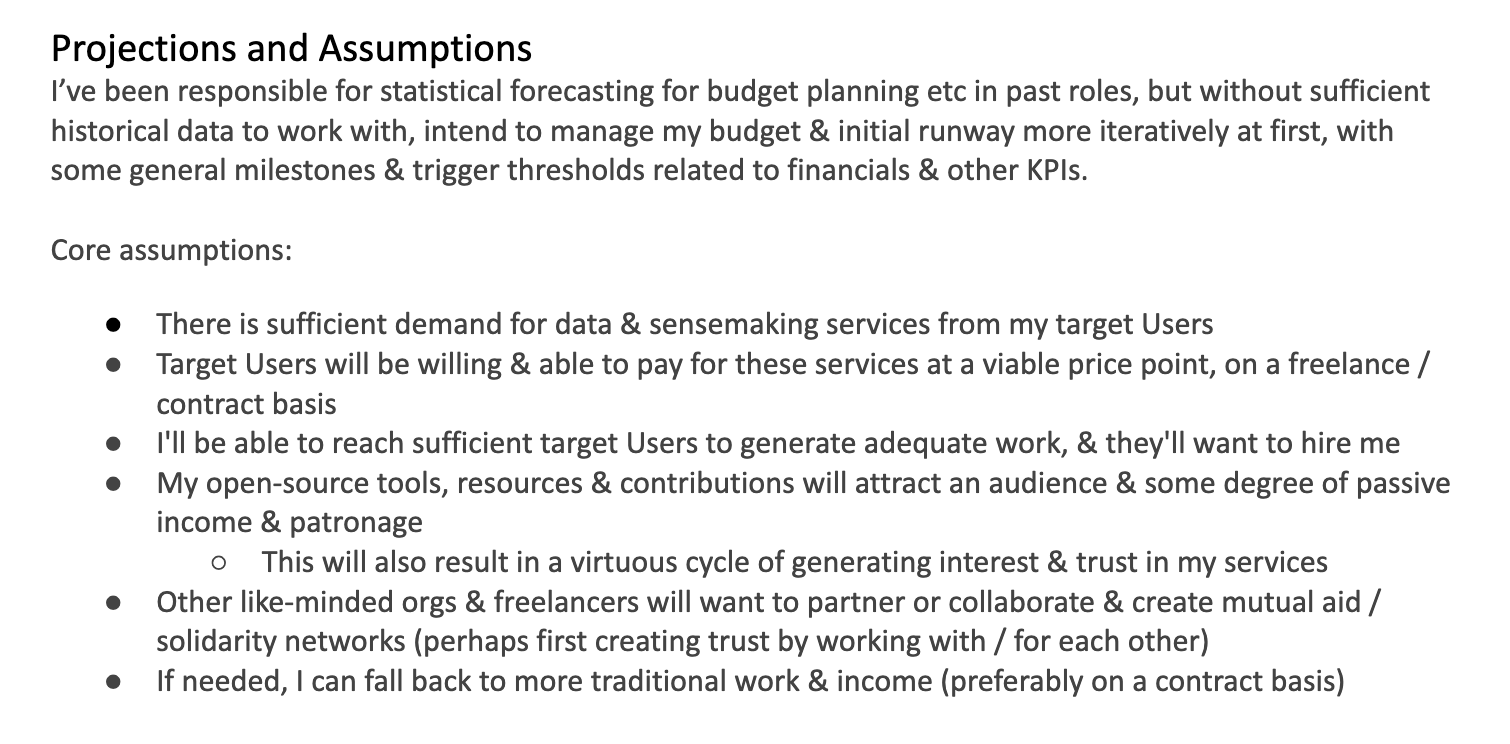 Projections and Assumptions
I’ve been responsible for statistical forecasting for budget planning etc in past roles, but without sufficient
historical data to work with, intend to manage my budget & initial runway more iteratively at first, with
some general milestones & trigger thresholds related to financials & other KPIs.
Core assumptions:
● There is sufficient demand for data & sensemaking services from my target Users
● Target Users will be willing & able to pay for these services at a viable price point, on a freelance /
contract basis
● I'll be able to reach sufficient target Users to generate adequate work, & they'll want to hire me
● My open-source tools, resources & contributions will attract an audience & some degree of passive
income & patronage
○ This will also result in a virtuous cycle of generating interest & trust in my services
● Other like-minded orgs & freelancers will want to partner or collaborate & create mutual aid /
solidarity networks (perhaps first creating trust by working with / for each other)
● If needed, I can fall back to more traditional work & income (preferably on a contract basis)